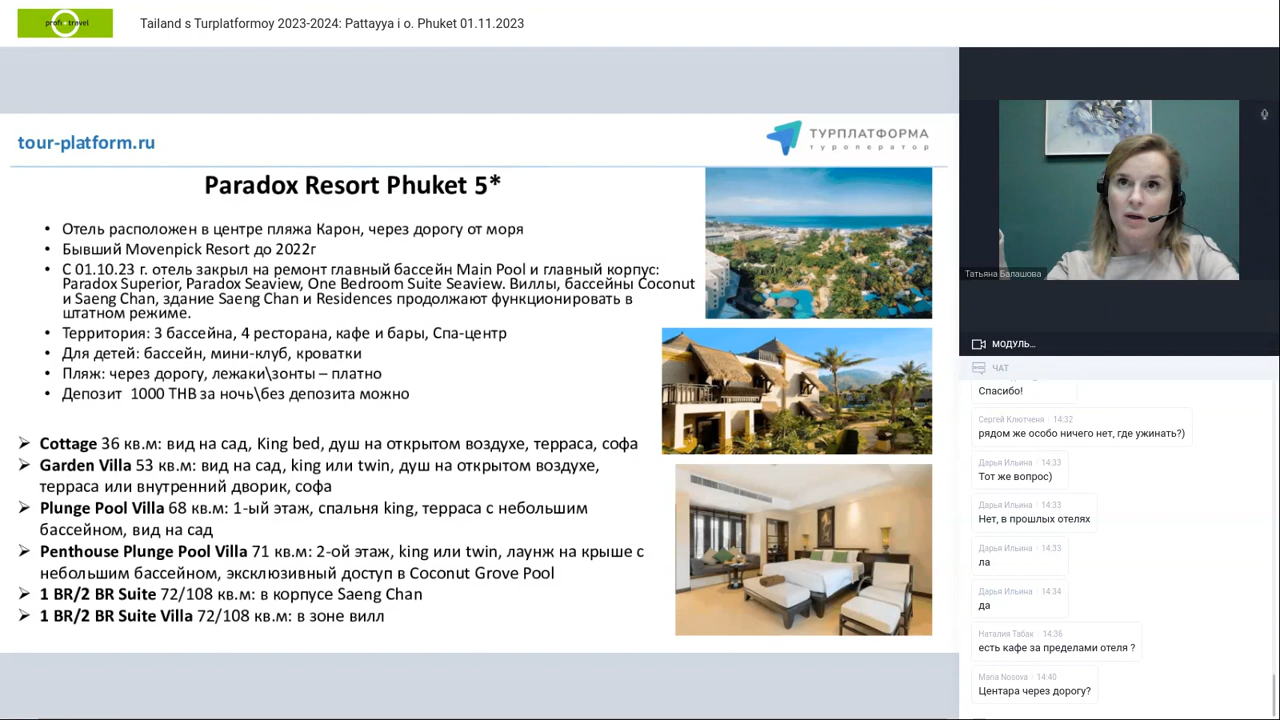 profi travel
Tailand s Turplatformoy 2023-2024: Pattayya i o. Phuket 01.11.2023
tour-platform.ru
ТУРПЛАТФОРМА
туроператор
Paradox Resort Phuket 5*
• Отель расположен в центре пляжа Карон, через дорогу от моря
• Бывший Movenpick Resort до 2022г
• С 01.10.23 г. отель закрыл на ремонт главный бассейн Main Pool и главный корпус:
Paradox Superior, Paradox Seaview, One Bedroom Suite Seaview. Виллы, бассейны Coconut
и Saeng Chan, здание Saeng Chan и Residences продолжают функционировать в
штатном режиме.
• Территория: 3 бассейна, 4 ресторана, кафе и бары, Спа-центр
• Для детей: бассейн, мини-клуб, кроватки
• Пляж: через дорогу, лежаки\зонты – платно
• Депозит 1000 THB за ночь\без депозита можно
➢ Cottage 36 кв.м: вид на сад, King bed, душ на открытом воздухе, терраса, софа
➢ Garden Villa 53 кв.м: вид на сад, king или twin, душ на открытом воздухе,
терраса или внутренний дворик, софа
➢ Plunge Pool Villa 68 кв.м: 1-ый этаж, спальня king, терраса с небольшим
бассейном, вид на сад
➢ Penthouse Plunge Pool Villa 71 кв.м: 2-ой этаж, king или twin, лаунж на крыше с
небольшим бассейном, эксклюзивный доступ в Coconut Grove Pool
➢ 1 BR/2 BR Suite 72/108 кв.м: в корпусе Saeng Chan
➢ 1 BR/2 BR Suite Villa 72/108 кв.м: в зоне вилл
Татьяна Балашова
МОДУЛЬ...
ЧАТ
Спасибо!
Сергей Клютченя 14:32
рядом же особо ничего нет, где ужинать?)
Дарья Ильина 14:33
Тот же вопрос)
Дарья Ильина 14:33
Нет, в прошлых отелях
Дарья Ильина 14:33
ла
Дарья Ильина 14:34
да
Наталия Табак 14:36
есть кафе за пределами отеля ?
Maria Nosova 14:40
Центара через дорогу?